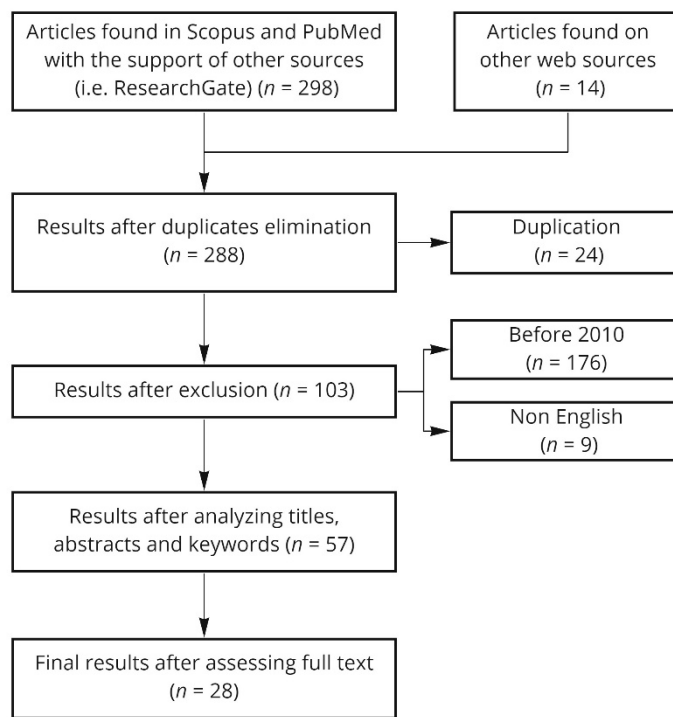 Articles found in Scopus and PubMed
with the support of other sources
(i.e. ResearchGate) (n = 298)
Articles found on
other web sources
(n = 14)
Results after duplicates elimination
(n = 288)
Duplication
(n = 24)
Before 2010
(n = 176)
Results after exclusion (n = 103)
Non English
(n = 9)
Results after analyzing titles,
abstracts and keywords (n = 57)
Final results after assessing full text
(n = 28)